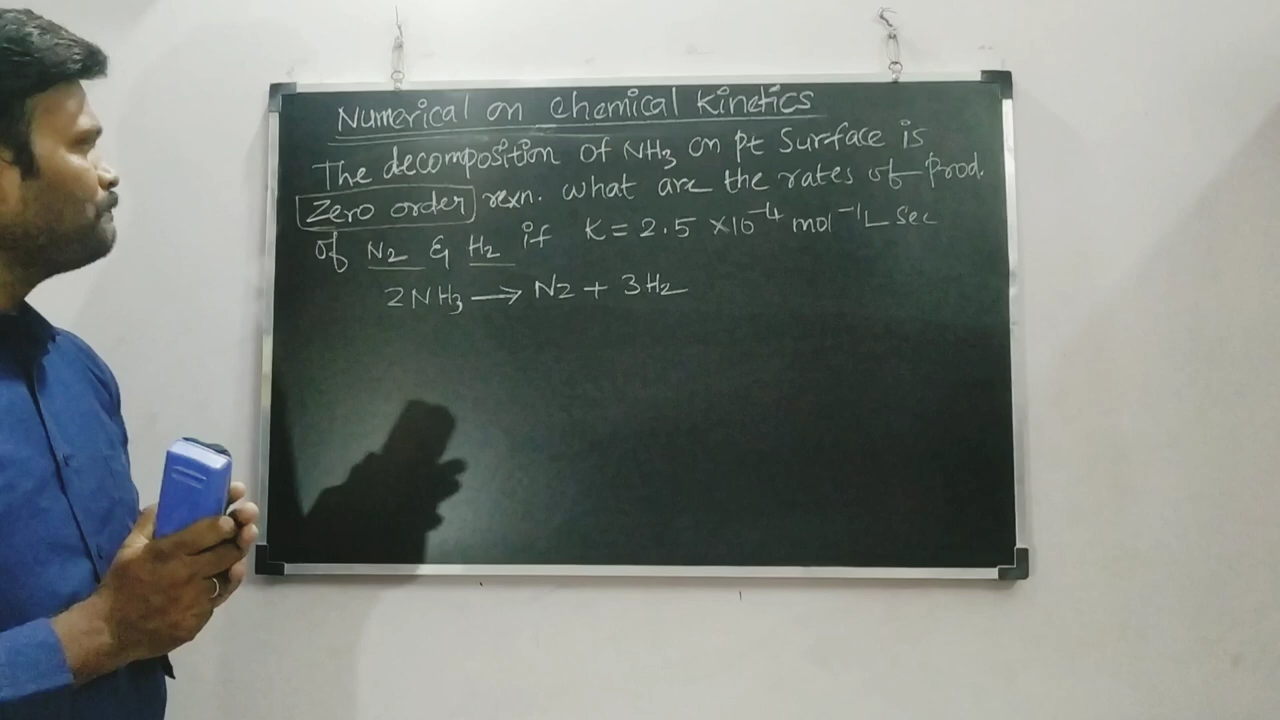 Numerical on chemical Kinetics
The decomposition of NH3 on pt Surface is
Zero order rexn. what are the rates of prod.
of N2 & H2 if K = 2.5 ×10⁻⁴ mol⁻¹L Sec
2NH3 → N2 + 3H2